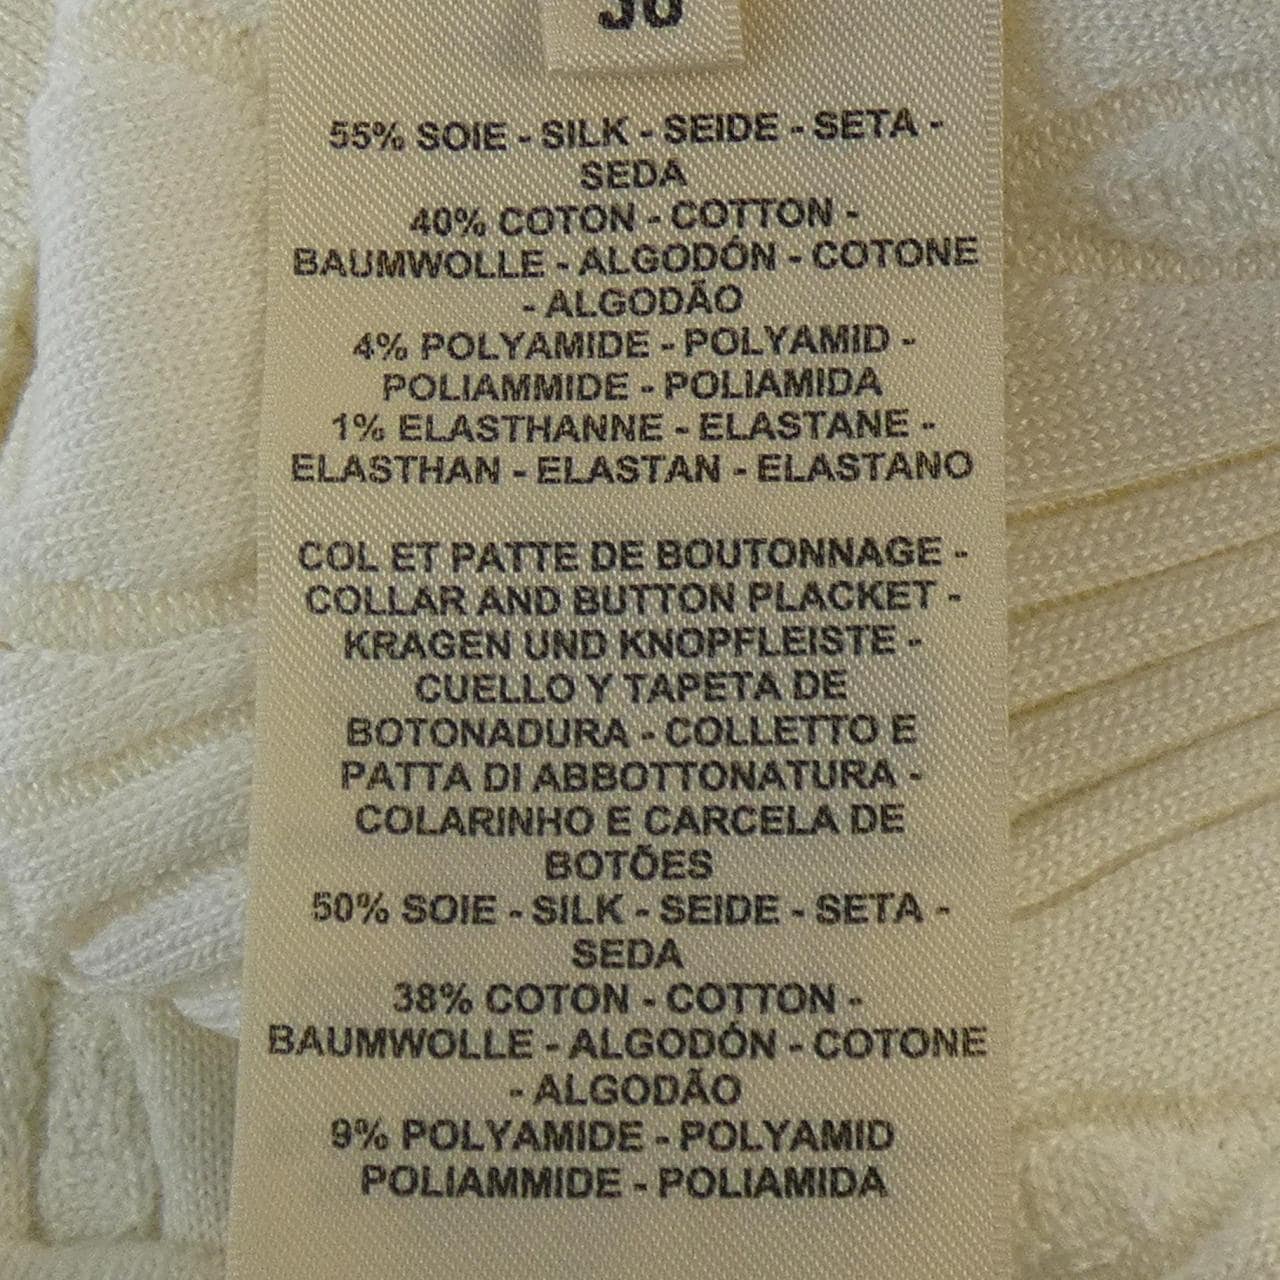 55% SOIE - SILK - SEIDE - SETA -
SEDA
40% COTON - COTTON -
BAUMWOLLE - ALGODÓN - COTONE
- ALGODÃO
4% POLYAMIDE - POLYAMID -
POLIAMMIDE - POLIAMIDA
1% ELASTHANNE - ELASTANE -
ELASTHAN - ELASTAN - ELASTANO
COL ET PATTE DE BOUTONNAGE -
COLLAR AND BUTTON PLACKET -
KRAGEN UND KNOPFLEISTE -
CUELLO Y TAPETA DE
BOTONADURA - COLLETTO E
PATTA DI ABBOTTONATURA -
COLARINHO E CARCELA DE
BOTÕES
50% SOIE - SILK - SEIDE - SETA -
SEDA
38% COTON - COTTON -
BAUMWOLLE - ALGODÓN - COTONE
- ALGODÃO
9% POLYAMIDE - POLYAMID
POLIAMMIDE - POLIAMIDA